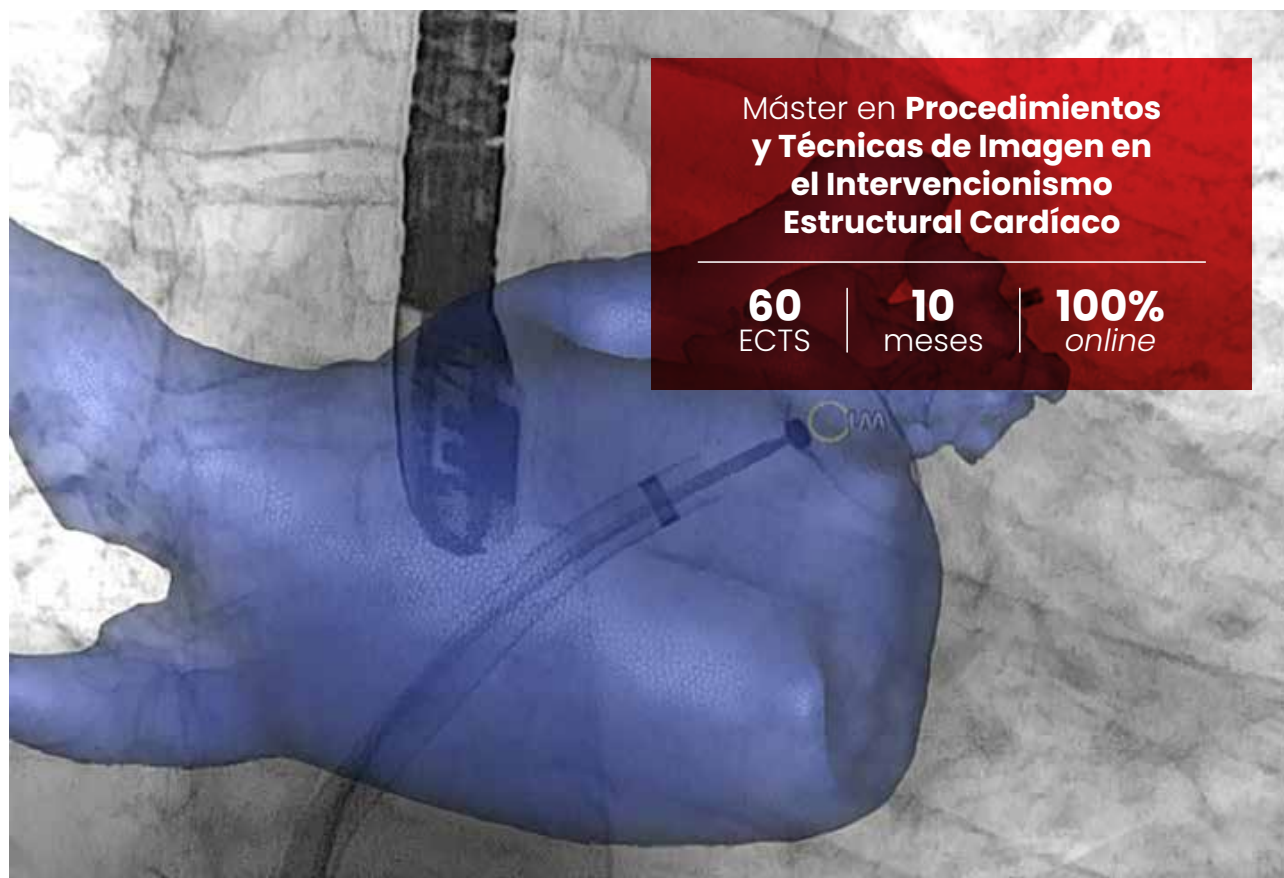 Máster en Procedimientos
y Técnicas de Imagen en
el Intervencionismo
Estructural Cardíaco
60
ECTS
10
meses
100%
online